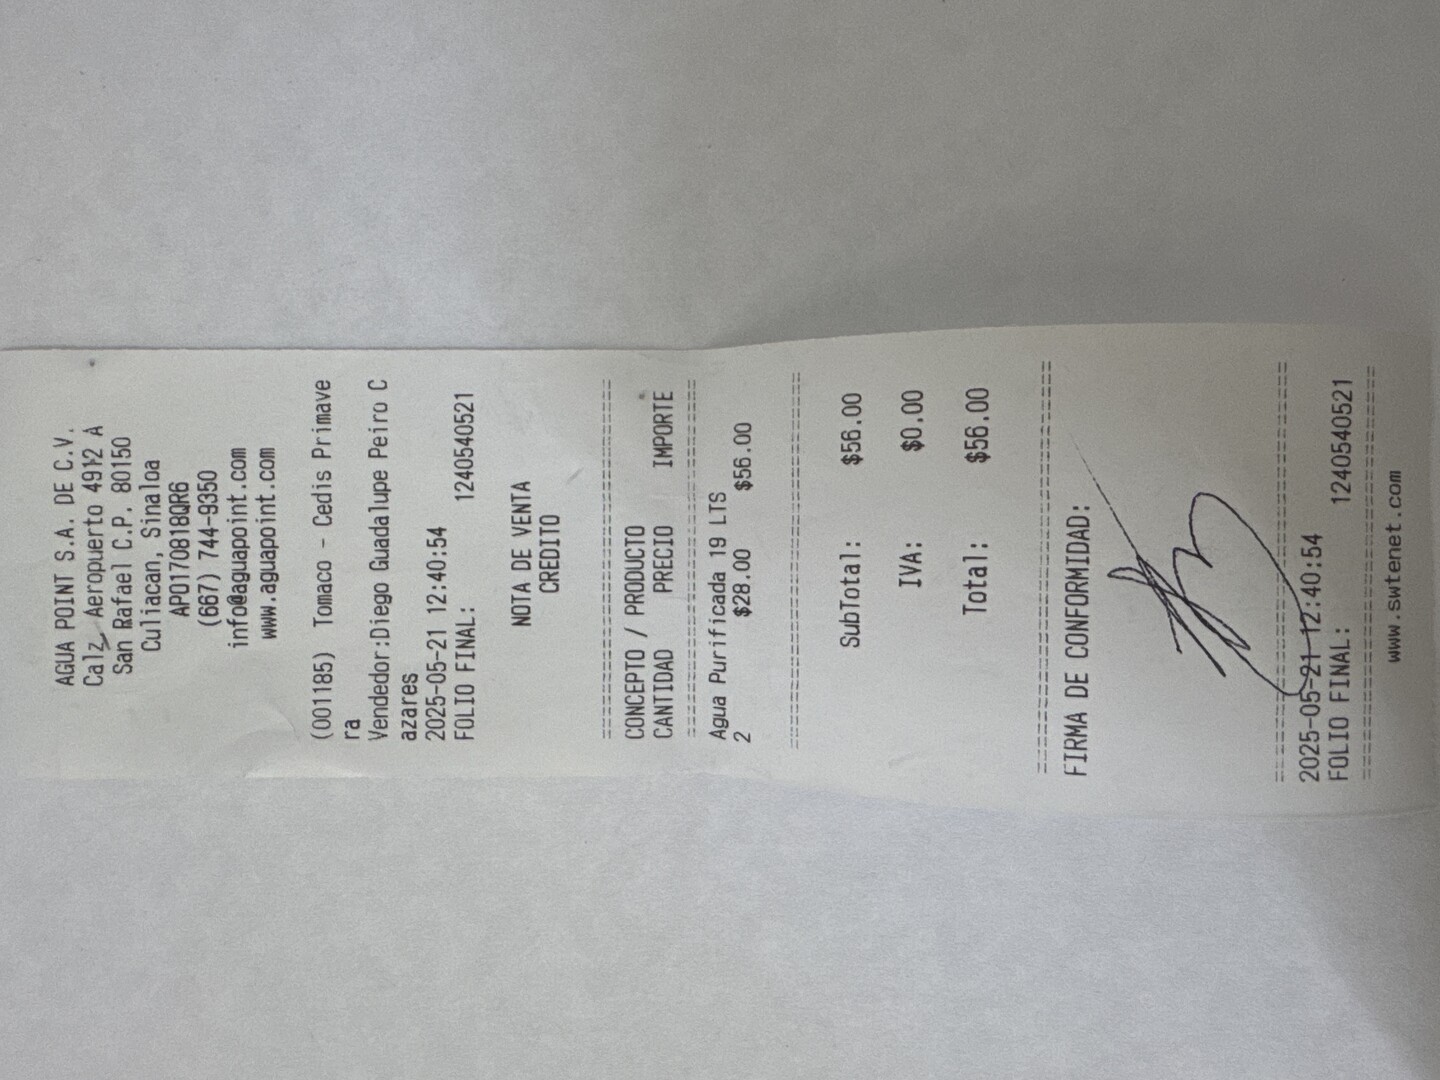 AGUA POINT S.A. DE C.V.
Calz. Aeropuerto 4912 A
San Rafael C.P. 80150
Culiacan, Sinaloa
APO170818QR6
(667) 744-9350
info@aguapoint.com
www.aguapoint.com
(001185) Tomaco - Cedis Primave
ra
Vendedor:Diego Guadalupe Peiro C
azares
2025-05-21 12:40:54
FOLIO FINAL: 1240540521
NOTA DE VENTA
CREDITO
CONCEPTO / PRODUCTO
CANTIDAD PRECIO IMPORTE
Agua Purificada 19 LTS
2 $28.00 $56.00
SubTotal: $56.00
IVA: $0.00
Total: $56.00
FIRMA DE CONFORMIDAD:
2025-05-21 12:40:54
FOLIO FINAL: 1240540521
www.swtenet.com